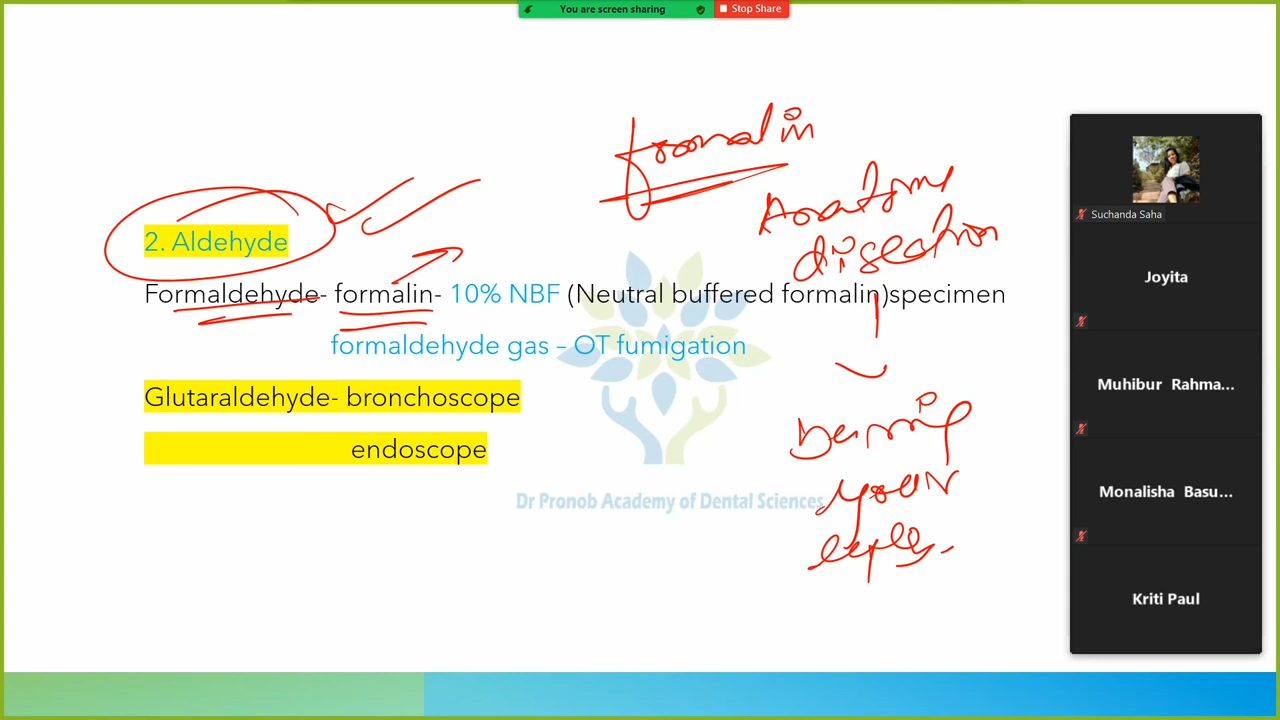 You are screen sharing
Stop Share
formalin
Anatomy
disection
2. Aldehyde
Formaldehyde- formalin- 10% NBF (Neutral buffered formalin)specimen
formaldehyde gas – OT fumigation
Glutaraldehyde- bronchoscope
endoscope
your
Dr Pronob Academy of Dental Sciences
Suchanda Saha
Joyita
Muhibur Rahma...
Monalisha Basu...
Kriti Paul